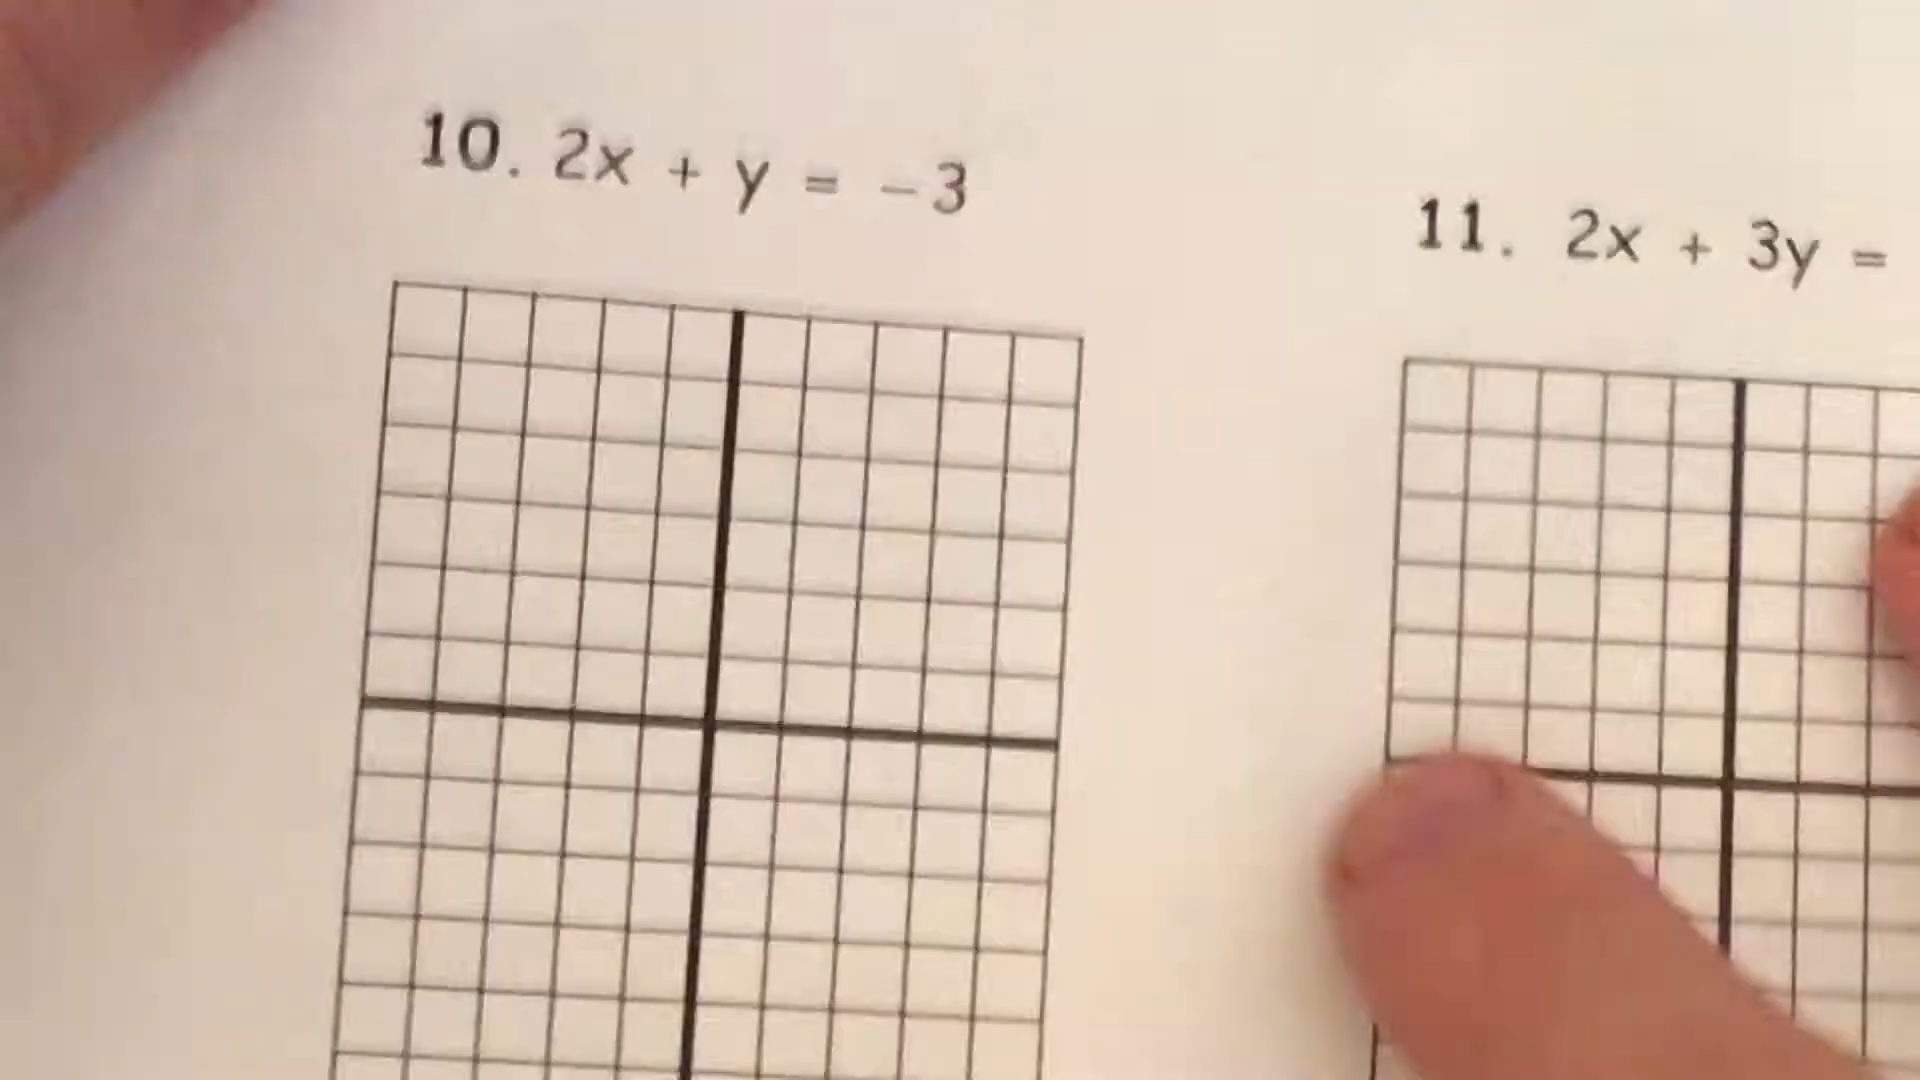 10. 2x + y = -3
11. 2x + 3y =